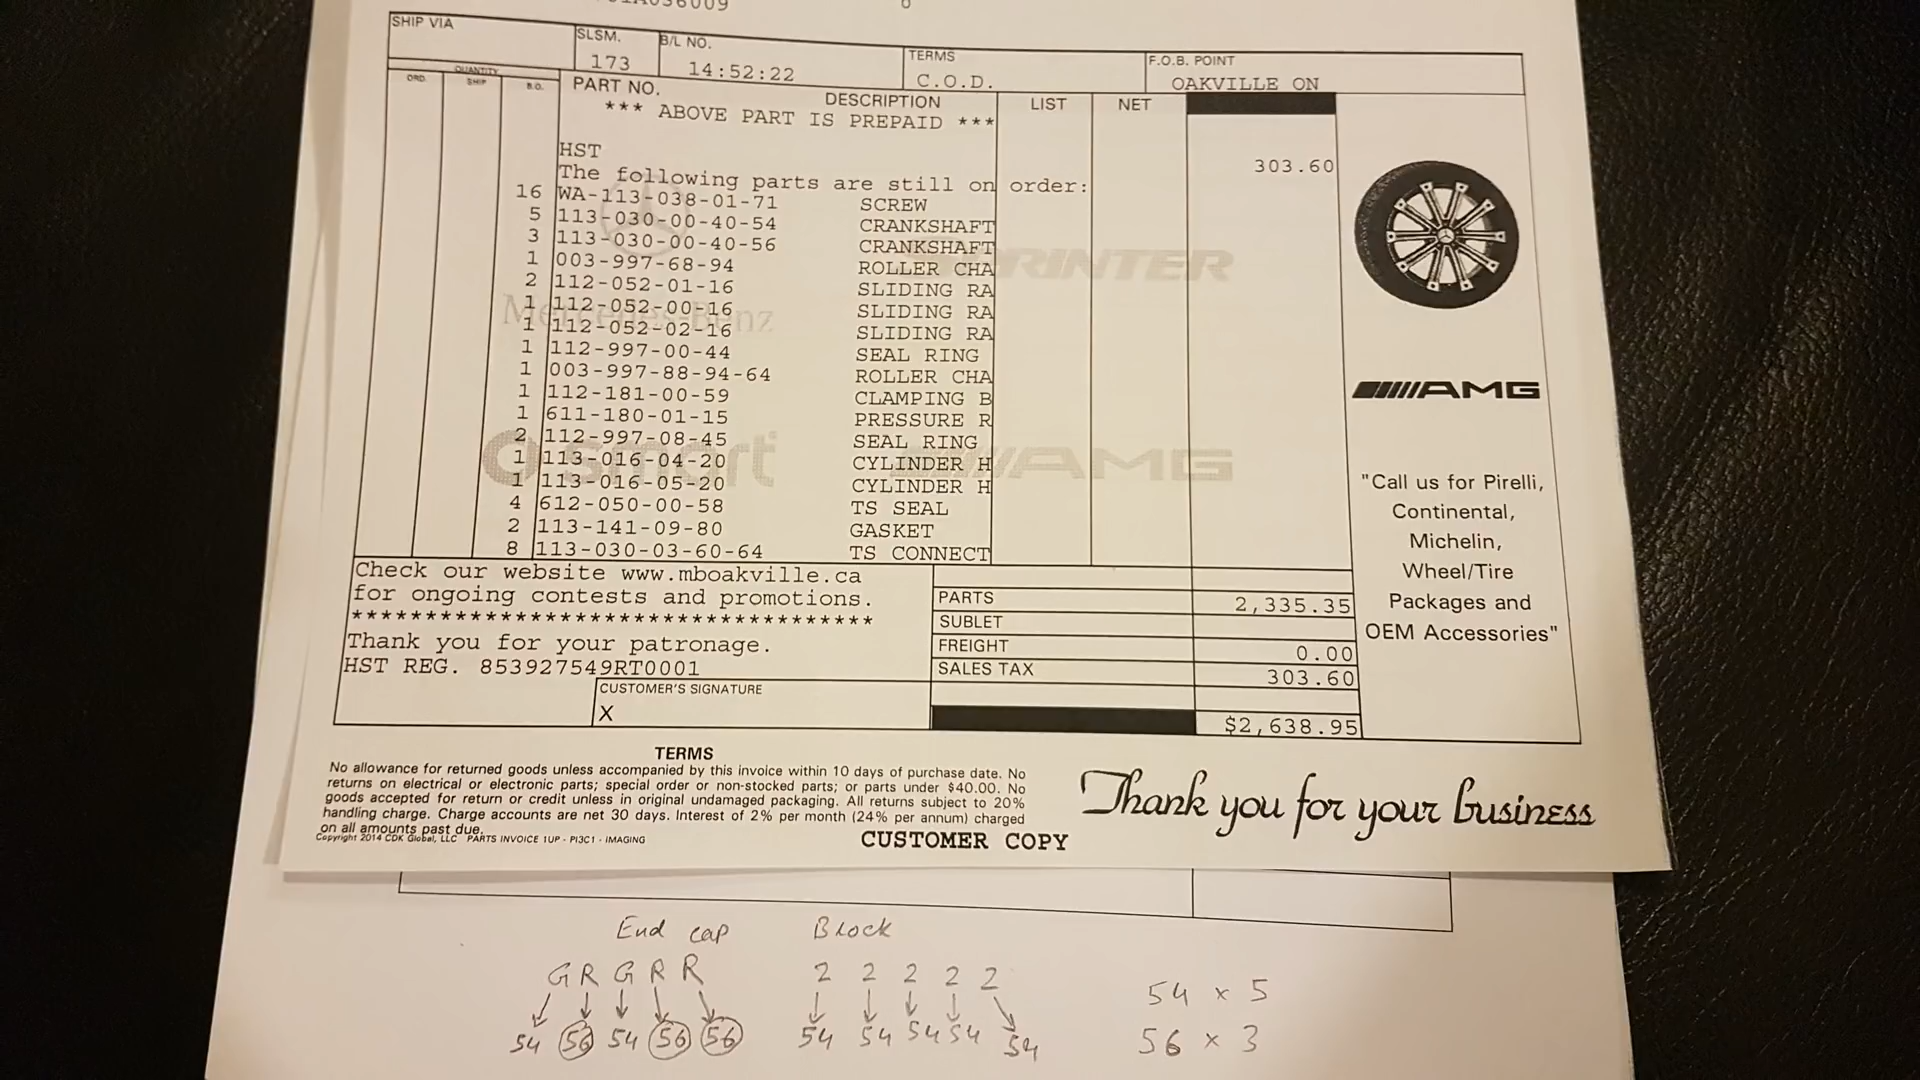 SHIP VIA
SLSM.
173
B/L NO.
14:52:22
TERMS
C.O.D.
F.O.B. POINT
OAKVILLE ON
QUANTITY
ORD.
SHIP
B.O.
PART NO.
DESCRIPTION
LIST
NET
*** ABOVE PART IS PREPAID ***
HST 303.60
The following parts are still on order:
16 WA-113-038-01-71 SCREW
5 113-030-00-40-54 CRANKSHAFT
3 113-030-00-40-56 CRANKSHAFT
1 003-997-68-94 ROLLER CHA
2 112-052-01-16 SLIDING RA
1 112-052-00-16 SLIDING RA
1 112-052-02-16 SLIDING RA
1 112-997-00-44 SEAL RING
1 003-997-88-94-64 ROLLER CHA
1 112-181-00-59 CLAMPING B
1 611-180-01-15 PRESSURE R
2 112-997-08-45 SEAL RING
1 113-016-04-20 CYLINDER H
1 113-016-05-20 CYLINDER H
4 612-050-00-58 TS SEAL
2 113-141-09-80 GASKET
8 113-030-03-60-64 TS CONNECT
Mercedes-Benz
SPRINTER
smart
AMG
AMG
"Call us for Pirelli,
Continental,
Michelin,
Wheel/Tire
Packages and
OEM Accessories"
Check our website www.mboakville.ca
for ongoing contests and promotions.
***********************************
Thank you for your patronage.
HST REG. 853927549RT0001
CUSTOMER'S SIGNATURE
X
PARTS 2,335.35
SUBLET
FREIGHT 0.00
SALES TAX 303.60
$2,638.95
TERMS
No allowance for returned goods unless accompanied by this invoice within 10 days of purchase date. No
returns on electrical or electronic parts; special order or non-stocked parts; or parts under $40.00. No
goods accepted for return or credit unless in original undamaged packaging. All returns subject to 20%
handling charge. Charge accounts are net 30 days. Interest of 2% per month (24% per annum) charged
on all amounts past due.
Copyright 2014 CDK Global, LLC PARTS INVOICE 1UP - PI3C1 - IMAGING
CUSTOMER COPY
Thank you for your business
End cap Block
G R G R R 2 2 2 2 2
54 56 54 56 56 54 54 54 54 54
54 x 5
56 x 3